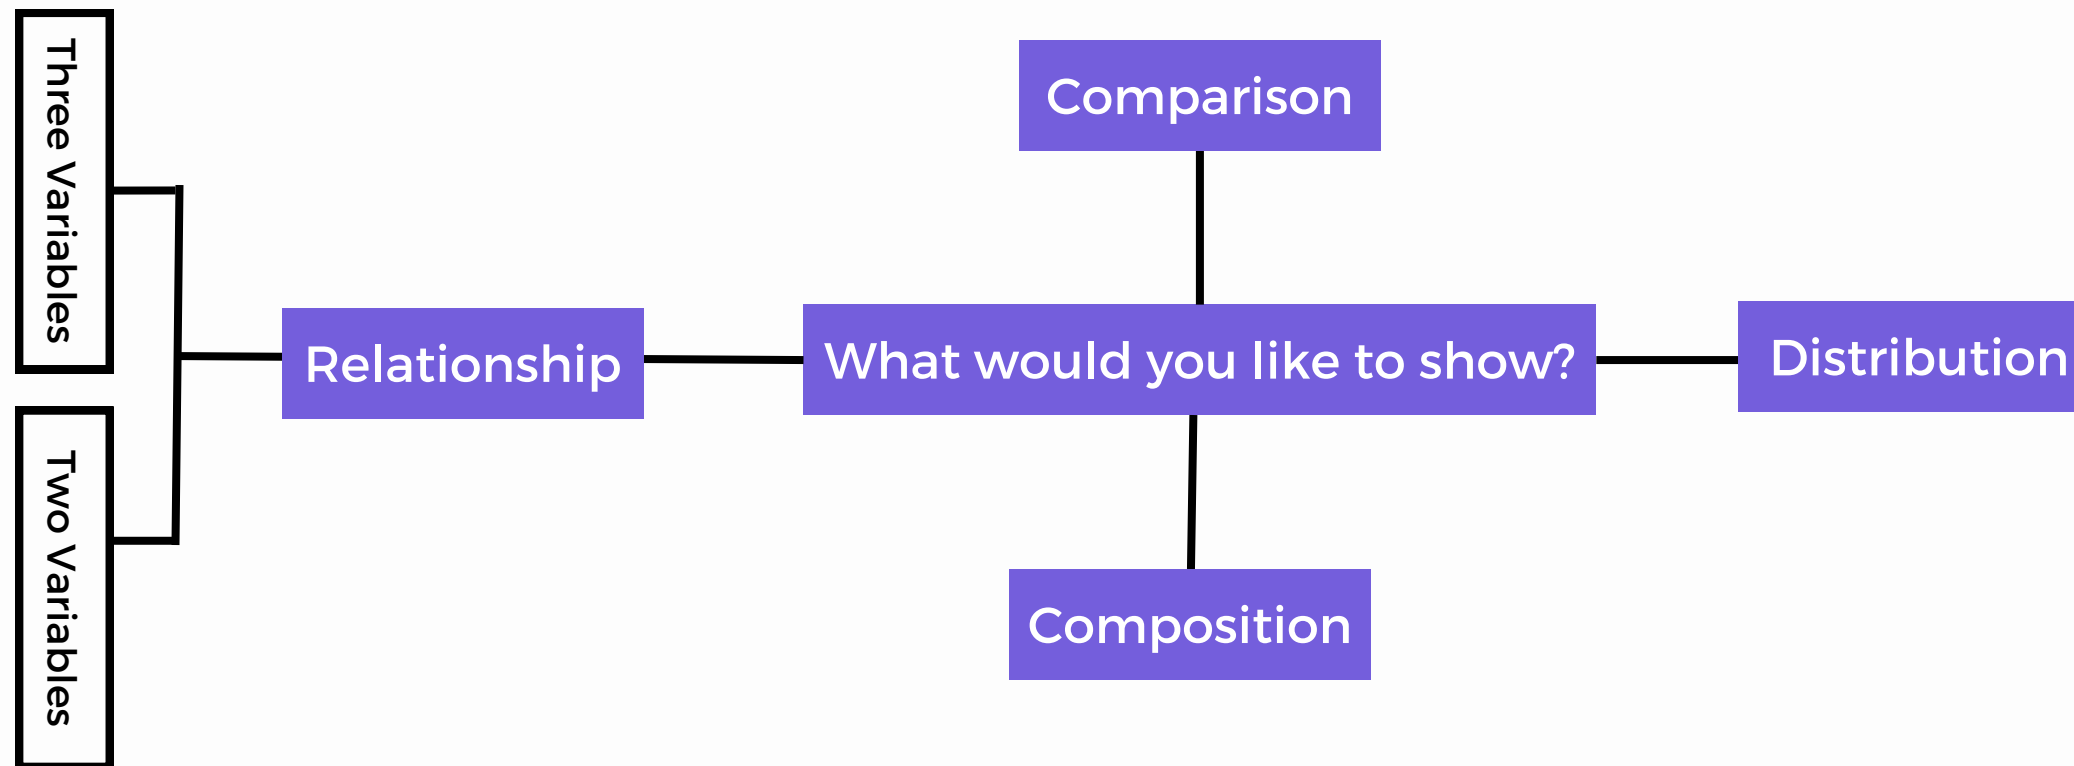 Three Variables
Comparison
Relationship
What would you like to show?
Distribution
Two Variables
Composition